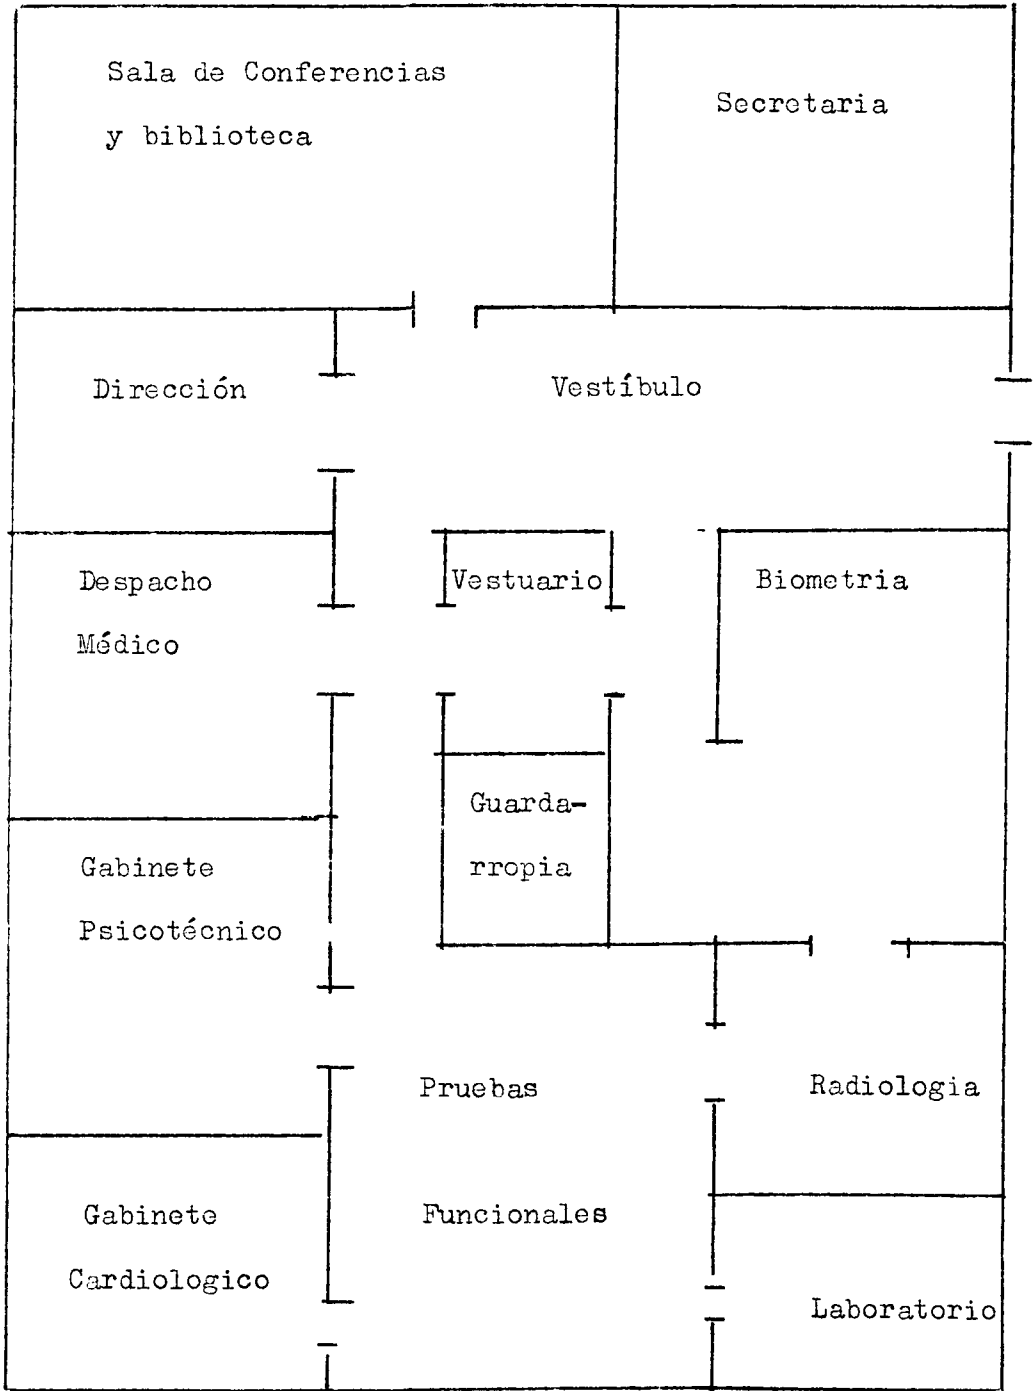 Sala de Conferencias
y biblioteca
Secretaria
Dirección
Vestíbulo
Despacho
Médico
Vestuario
Biometria
Guarda-
rropia
Gabinete
Psicotécnico
Pruebas
Funcionales
Radiologia
Gabinete
Cardiologico
Laboratorio